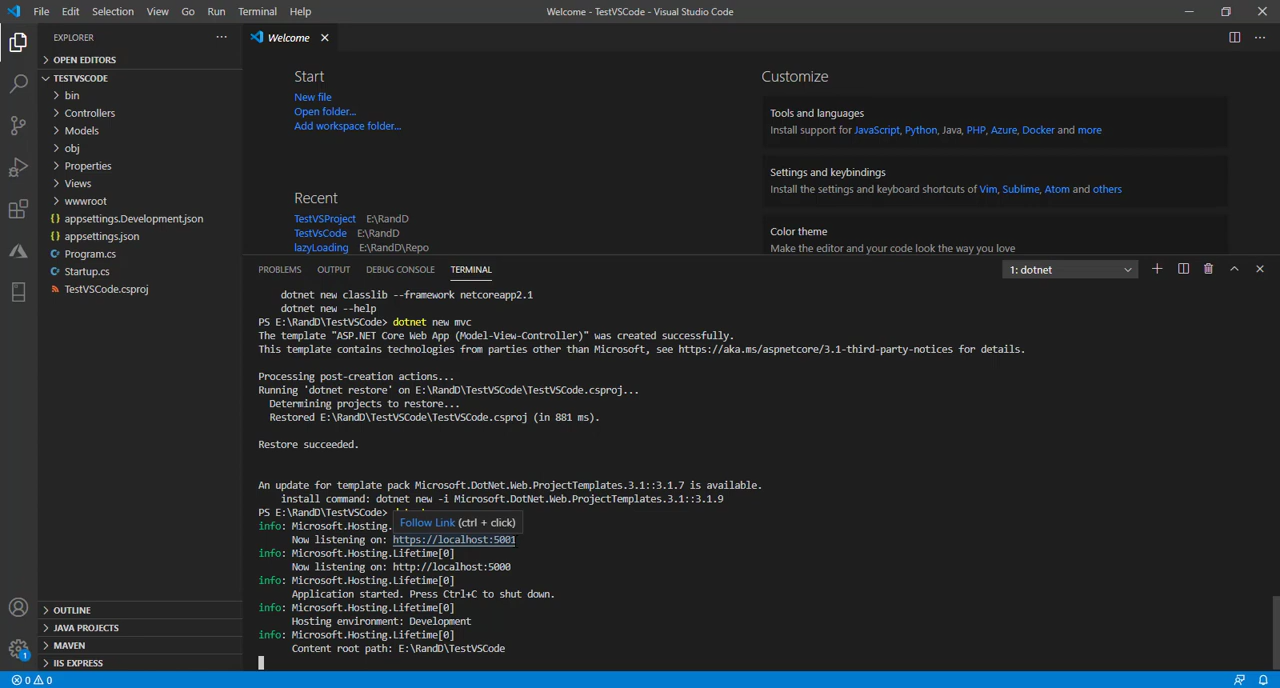 File Edit Selection View Go Run Terminal Help
Welcome - TestVSCode - Visual Studio Code
EXPLORER
OPEN EDITORS
TESTVSCODE
bin
Controllers
Models
obj
Properties
Views
wwwroot
appsettings.Development.json
appsettings.json
Program.cs
Startup.cs
TestVSCode.csproj
OUTLINE
JAVA PROJECTS
MAVEN
IIS EXPRESS
Welcome
Start
New file
Open folder...
Add workspace folder...
Recent
TestVSProject E:\RandD
TestVsCode E:\RandD
lazyLoading E:\RandD\Repo
Customize
Tools and languages
Install support for JavaScript, Python, Java, PHP, Azure, Docker and more
Settings and keybindings
Install the settings and keyboard shortcuts of Vim, Sublime, Atom and others
Color theme
Make the editor and your code look the way you love
PROBLEMS OUTPUT DEBUG CONSOLE TERMINAL
1: dotnet
dotnet new classlib --framework netcoreapp2.1
dotnet new --help
PS E:\RandD\TestVSCode> dotnet new mvc
The template "ASP.NET Core Web App (Model-View-Controller)" was created successfully.
This template contains technologies from parties other than Microsoft, see https://aka.ms/aspnetcore/3.1-third-party-notices for details.
Processing post-creation actions...
Running 'dotnet restore' on E:\RandD\TestVSCode\TestVSCode.csproj...
Determining projects to restore...
Restored E:\RandD\TestVSCode\TestVSCode.csproj (in 881 ms).
Restore succeeded.
An update for template pack Microsoft.DotNet.Web.ProjectTemplates.3.1::3.1.7 is available.
install command: dotnet new -i Microsoft.DotNet.Web.ProjectTemplates.3.1::3.1.9
PS E:\RandD\TestVSCode>
Follow Link (ctrl + click)
info: Microsoft.Hosting.
Now listening on: https://localhost:5001
info: Microsoft.Hosting.Lifetime[0]
Now listening on: http://localhost:5000
info: Microsoft.Hosting.Lifetime[0]
Application started. Press Ctrl+C to shut down.
info: Microsoft.Hosting.Lifetime[0]
Hosting environment: Development
info: Microsoft.Hosting.Lifetime[0]
Content root path: E:\RandD\TestVSCode
1
0 0